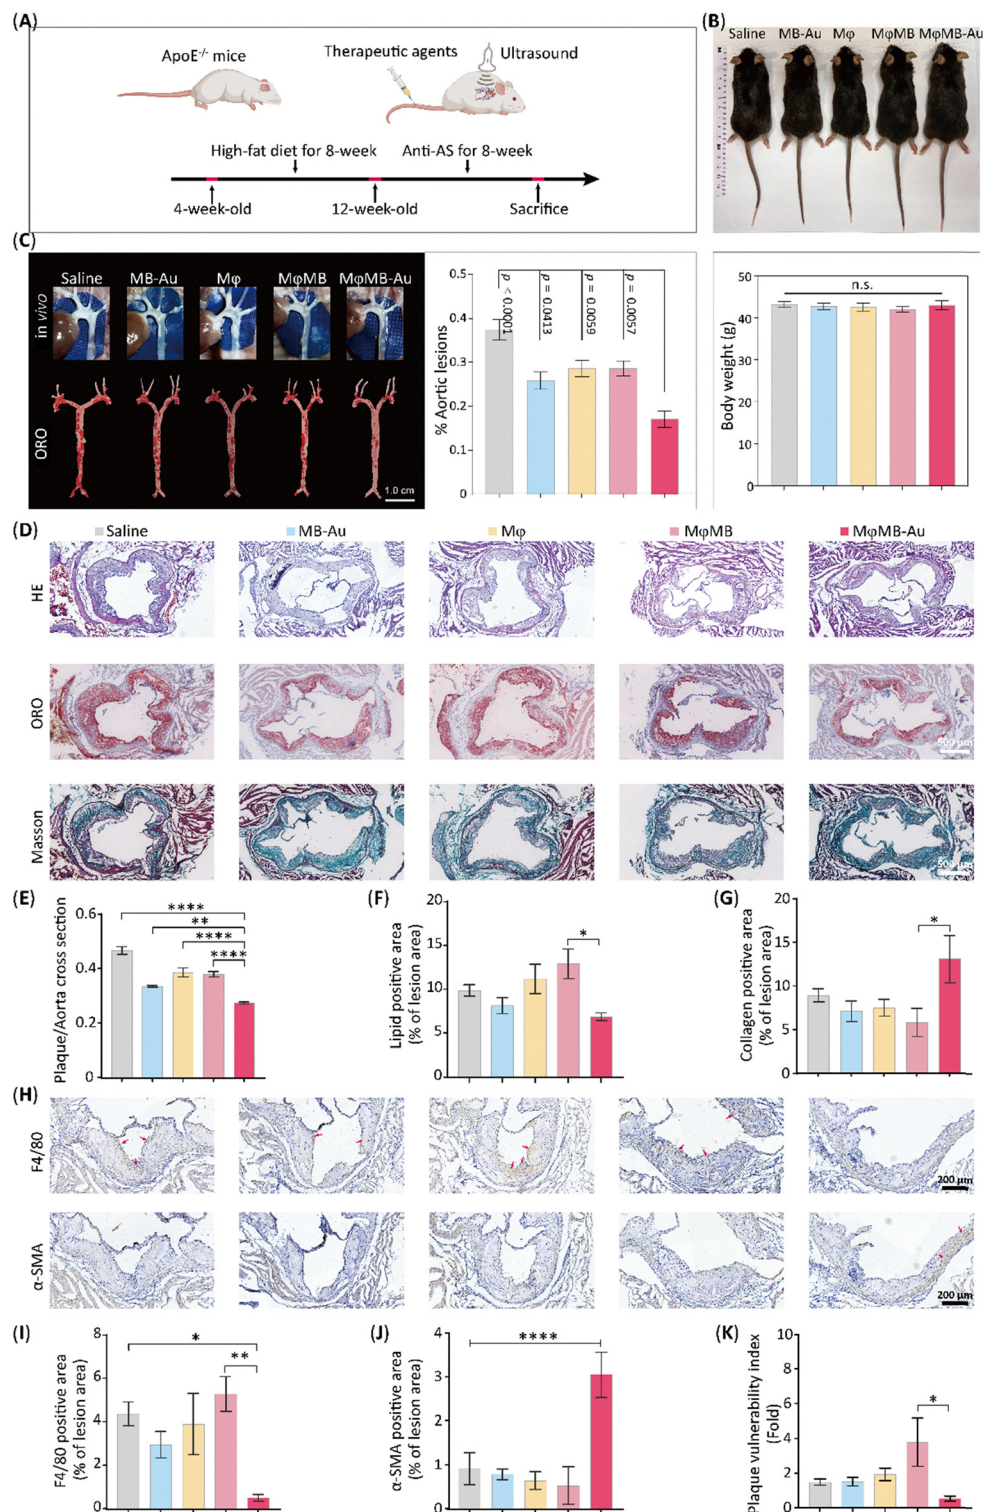 (A)
ApoE-/- mice
Therapeutic agents
Ultrasound
High-fat diet for 8-week
Anti-AS for 8-week
4-week-old
12-week-old
Sacrifice
(B)
Saline MB-Au Mφ MφMB MφMB-Au
(C)
Saline MB-Au Mφ MφMB MφMB-Au
in vivo
ORO
1.0 cm
% Aortic lesions
0.5
0.4
0.3
0.2
0.1
0
p < 0.0001
p = 0.0413
p = 0.0059
p = 0.0057
Body weight (g)
50
40
30
20
10
0
n.s.
(D)
Saline MB-Au Mφ MφMB MφMB-Au
HE
ORO
500 μm
Masson
500 μm
(E)
Plaque/Aorta cross section
0.6
0.4
0.2
0
****
**
****
****
(F)
Lipid positive area
(% of lesion area)
20
15
10
5
0
*
(G)
Collagen positive area
(% of lesion area)
20
15
10
5
0
*
(H)
F4/80
200 μm
α-SMA
200 μm
(I)
F4/80 positive area
(% of lesion area)
8
6
4
2
0
*
**
(J)
α-SMA positive area
(% of lesion area)
4
3
2
1
0
****
(K)
Plaque vulnerability index
(Fold)
10
8
6
4
2
0
*